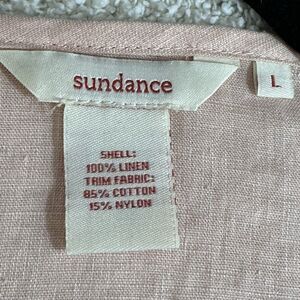 sundance
L
SHELL:
100% LINEN
TRIM FABRIC:
85% COTTON
15% NYLON